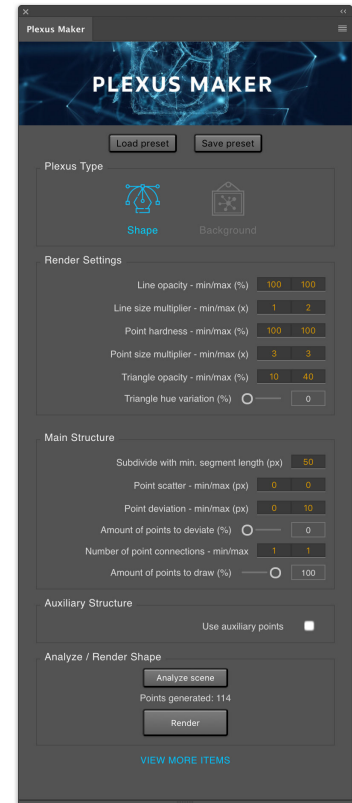 Plexus Maker
PLEXUS MAKER
Load preset Save preset
Plexus Type
Shape Background
Render Settings
Line opacity - min/max (%) 100 100
Line size multiplier - min/max (x) 1 2
Point hardness - min/max (%) 100 100
Point size multiplier - min/max (x) 3 3
Triangle opacity - min/max (%) 10 40
Triangle hue variation (%) 0
Main Structure
Subdivide with min. segment length (px) 50
Point scatter - min/max (px) 0 0
Point deviation - min/max (px) 0 10
Amount of points to deviate (%) 0
Number of point connections - min/max 1 1
Amount of points to draw (%) 100
Auxiliary Structure
Use auxiliary points
Analyze / Render Shape
Analyze scene
Points generated: 114
Render
VIEW MORE ITEMS